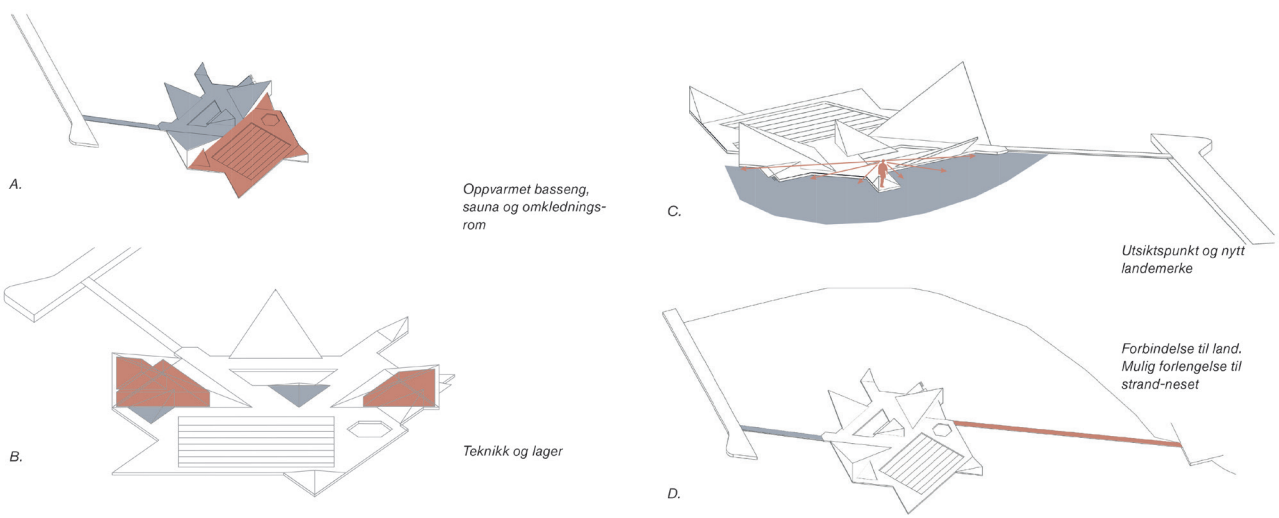 A.
Oppvarmet basseng,
sauna og omklednings-
rom
B.
Teknikk og lager
C.
Utsiktspunkt og nytt
landemerke
D.
Forbindelse til land.
Mulig forlengelse til
strand-neset